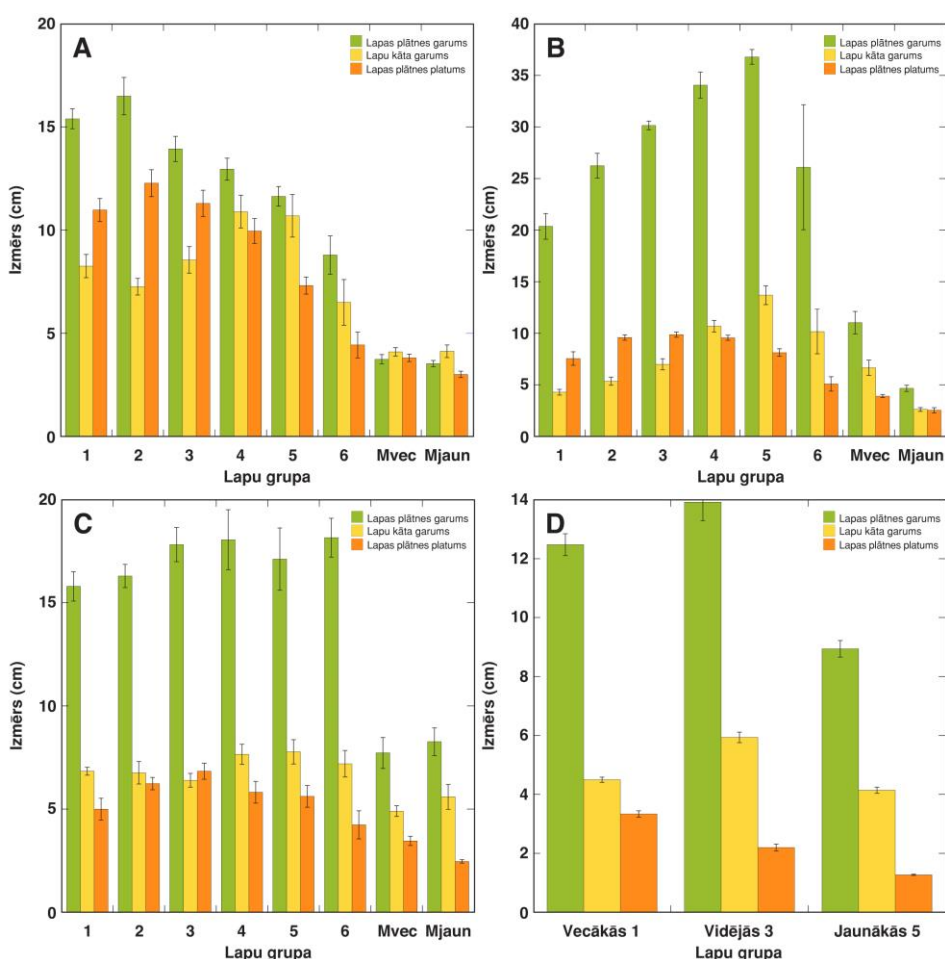 A
Lapas plātnes garums
Lapu kāta garums
Lapas plātnes platums
Izmērs (cm)
20
15
10
5
0
1 2 3 4 5 6 Mvec Mjaun
Lapu grupa
B
Lapas plātnes garums
Lapu kāta garums
Lapas plātnes platums
Izmērs (cm)
40
35
30
25
20
15
10
5
0
1 2 3 4 5 6 Mvec Mjaun
Lapu grupa
C
Lapas plātnes garums
Lapu kāta garums
Lapas plātnes platums
Izmērs (cm)
20
15
10
5
0
1 2 3 4 5 6 Mvec Mjaun
Lapu grupa
D
Lapas plātnes garums
Lapu kāta garums
Lapas plātnes platums
Izmērs (cm)
14
12
10
8
6
4
2
0
Vecākās 1 Vidējās 3 Jaunākās 5
Lapu grupa